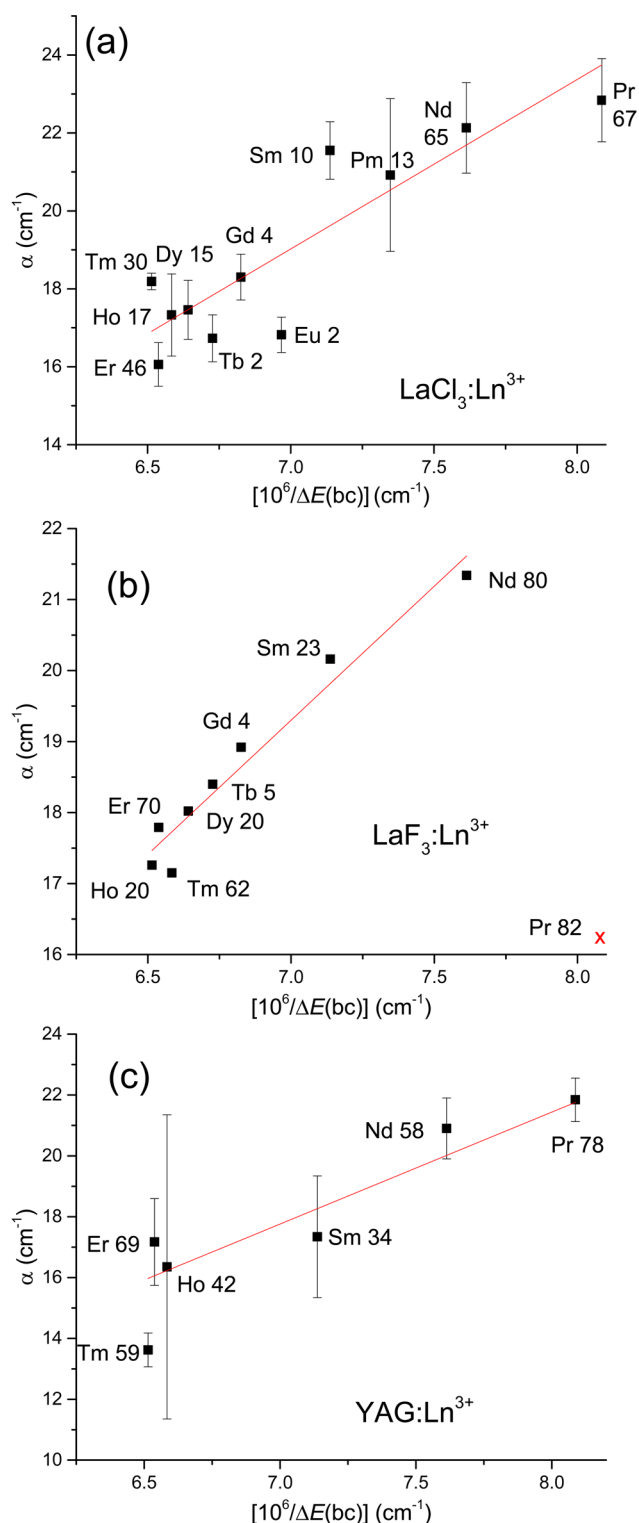 (a)
24
22
20
18
16
14
α (cm⁻¹)
Pr
67
Nd
65
Sm 10
Pm 13
Gd 4
Dy 15
Tm 30
Ho 17
Er 46
Tb 2
Eu 2
LaCl₃:Ln³⁺
6.5 7.0 7.5 8.0
[10⁶/ΔE(bc)] (cm⁻¹)
(b)
22
21
20
19
18
17
16
α (cm⁻¹)
Nd 80
Sm 23
Gd 4
Tb 5
Er 70
Dy 20
Ho 20
Tm 62
LaF₃:Ln³⁺
Pr 82 x
6.5 7.0 7.5 8.0
[10⁶/ΔE(bc)] (cm⁻¹)
(c)
24
22
20
18
16
14
12
10
α (cm⁻¹)
Nd 58
Pr 78
Er 69
Sm 34
Ho 42
Tm 59
YAG:Ln³⁺
6.5 7.0 7.5 8.0
[10⁶/ΔE(bc)] (cm⁻¹)